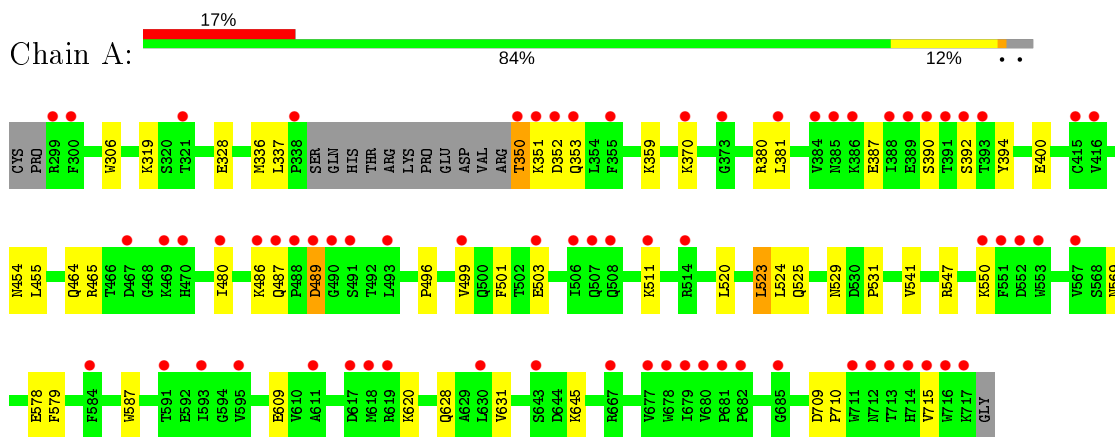 17%
Chain A:
84% 12% • •
CYS PRO R299 F300 W306 K319 S320 T321 E328 M336 L337 P338 SER GLN HIS THR ARG LYS PRO GLU ASP VAL ARG T350 K351 D352 Q353 L354 F355 K359 K370 G373 R380 L381 V384 N385 K386 E387 I388 E389 S390 T391 S392 T393 Y394 E400 C415 V416
N454 L455 Q464 R465 T466 D467 G468 K469 H470 I480 K486 Q487 P488 D489 G490 S491 T492 L493 P496 V499 Q500 F501 T502 E503 I506 Q507 Q508 K511 R514 L520 L523 L524 Q525 N529 D530 P531 V541 R547 K550 F551 D552 W553 V567 S568 N569
E578 F579 F584 W587 T591 E592 I593 G594 V595 E609 V610 A611 D617 M618 R619 K620 Q628 A629 L630 V631 S643 D644 K645 R667 V677 W678 I679 V680 P681 P682 G685 D709 P710 W711 N712 T713 H714 V715 W716 K717 GLY